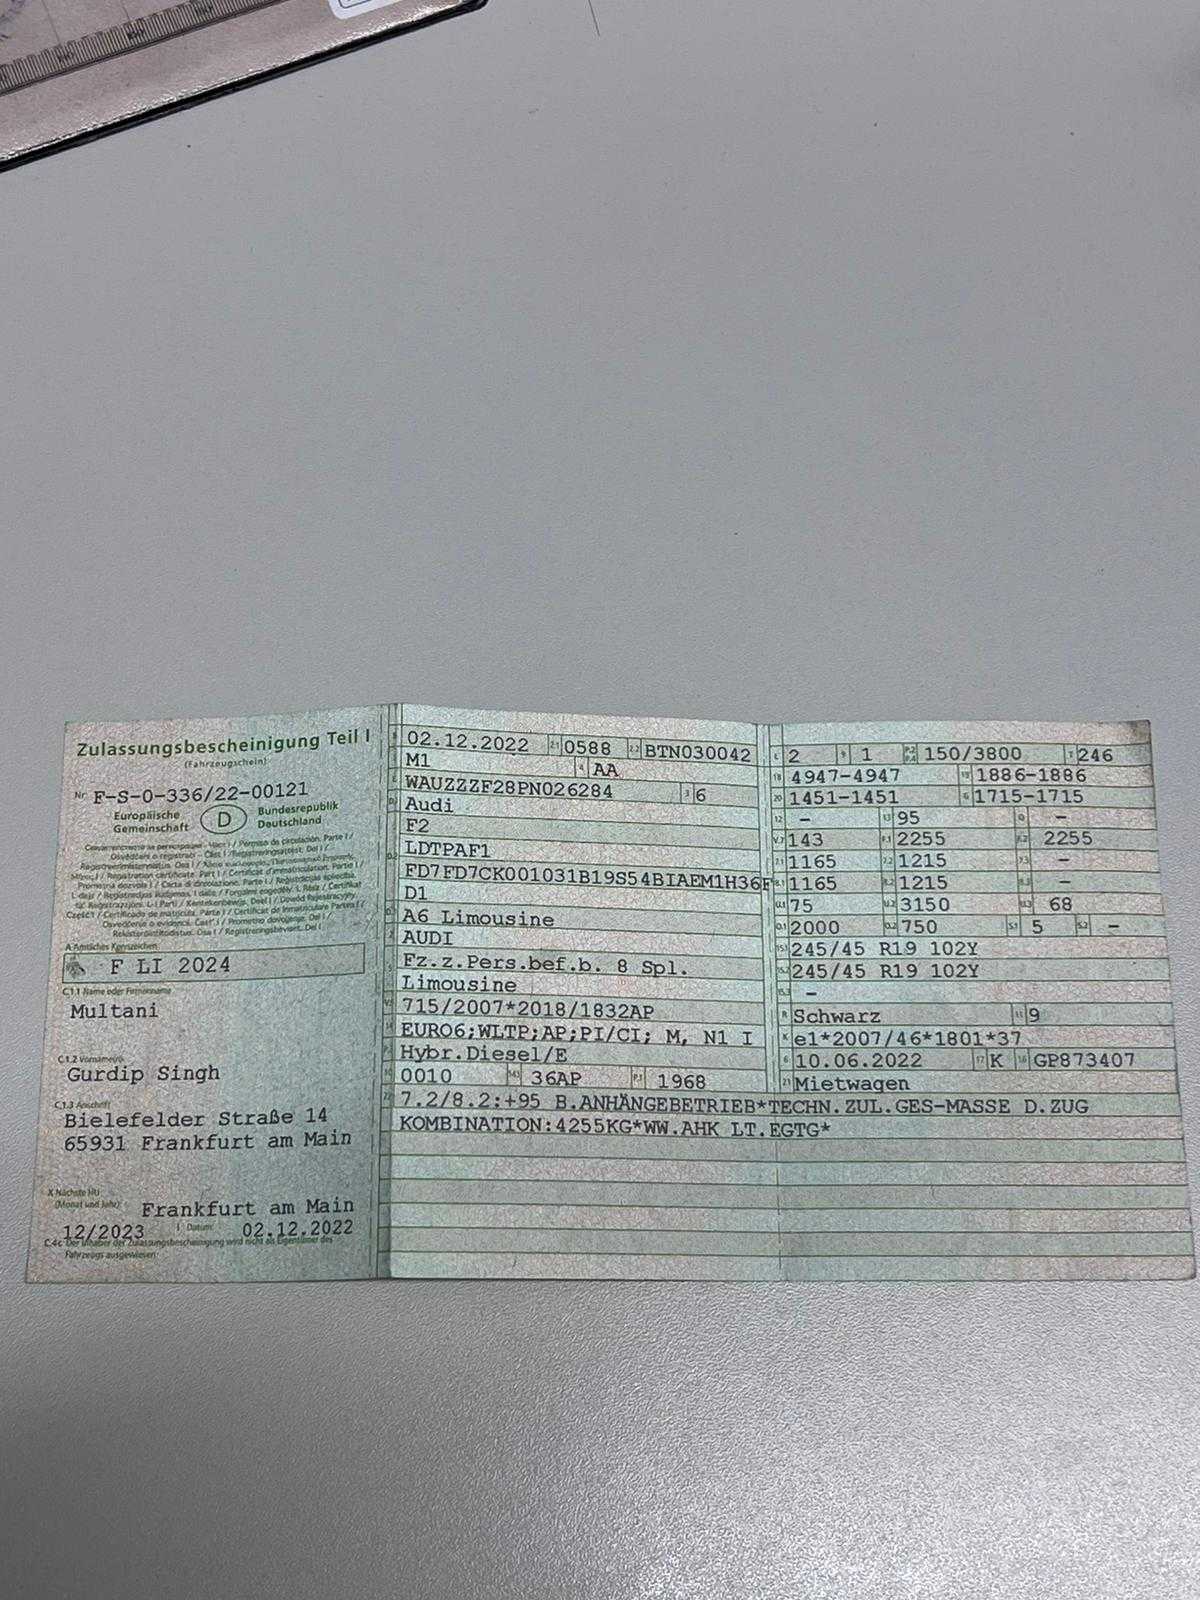 Zulassungsbescheinigung Teil I
(Fahrzeugschein)
Nr. F-S-0-336/22-00121
Europäische Gemeinschaft
D
Bundesrepublik Deutschland
A Amtliches Kennzeichen
F LI 2024
C.1.1 Name oder Firmenname
Multani
C.1.2 Vorname(n)
Gurdip Singh
C.1.3 Anschrift
Bielefelder Straße 14
65931 Frankfurt am Main
X Nächste HU
(Monat und Jahr)
Frankfurt am Main
12/2023 I Datum: 02.12.2022
C.4c Der Inhaber der Zulassungsbescheinigung wird nicht als Eigentümer des
Fahrzeugs ausgewiesen.
B 02.12.2022 2.1 0588 2.2 BTN030042
M1 4 AA
E WAUZZZF28PN026284 3 6
Audi
F2
LDTPAF1
FD7FD7CK001031B19S54BIAEM1H36F
D1
A6 Limousine
AUDI
Fz.z.Pers.bef.b. 8 Spl.
Limousine
715/2007*2018/1832AP
EURO6;WLTP;AP;PI/CI; M, N1 I
Hybr.Diesel/E
0010 36AP P.1 1968
2 9 1 P.2 P.4 150/3800 T 246
18 4947-4947 19 1886-1886
20 1451-1451 G 1715-1715
12 - 13 95 Q -
V.7 143 F.1 2255 F.2 2255
7.1 1165 7.2 1215 7.3 -
8.1 1165 8.2 1215 8.3 -
U.1 75 U.2 3150 U.3 68
O.1 2000 O.2 750 S.1 5 S.2 -
15.1 245/45 R19 102Y
15.2 245/45 R19 102Y
15.3 -
R Schwarz 11 9
K e1*2007/46*1801*37
6 10.06.2022 17 K 16 GP873407
21 Mietwagen
22 7.2/8.2:+95 B.ANHÄNGEBETRIEB*TECHN.ZUL.GES-MASSE D.ZUG
KOMBINATION:4255KG*WW.AHK LT.EGTG*